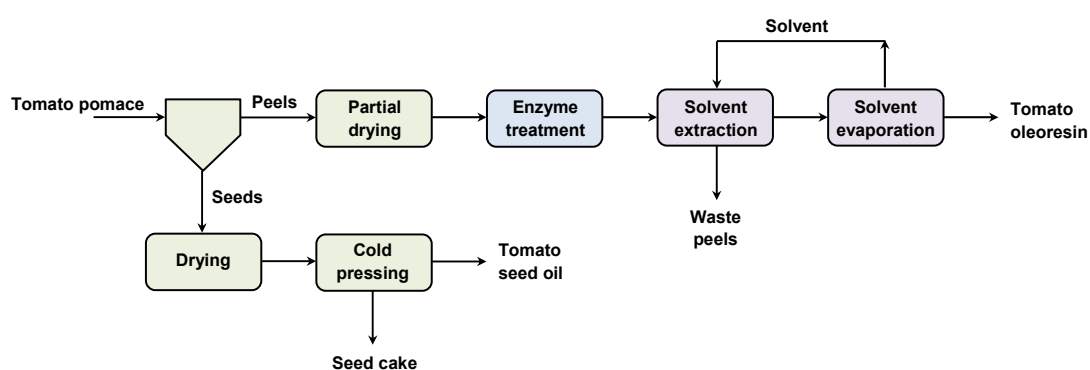 Solvent
Tomato pomace
Peels
Partial
drying
Enzyme
treatment
Solvent
extraction
Solvent
evaporation
Tomato
oleoresin
Seeds
Waste
peels
Drying
Cold
pressing
Tomato
seed oil
Seed cake